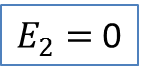 E₂ = 0